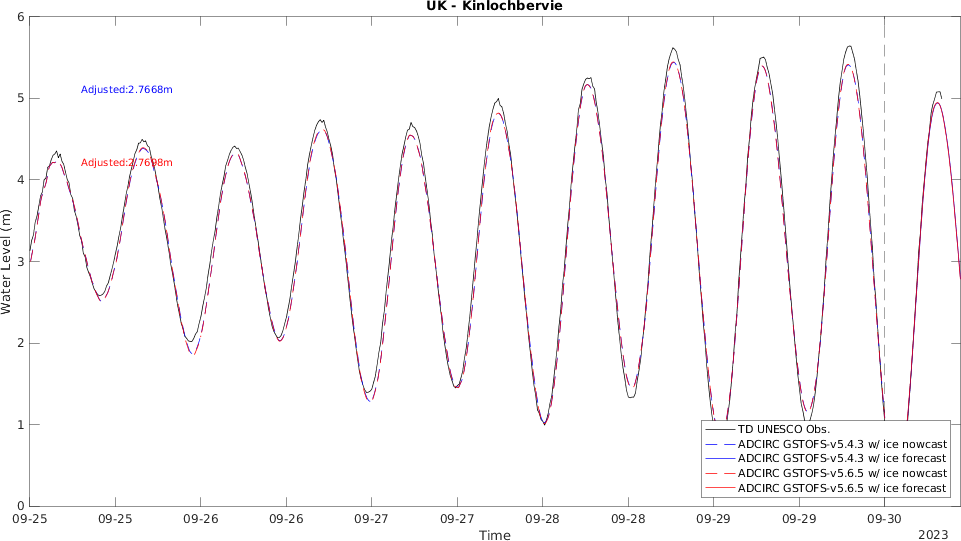 UK - Kinlochbervie
6
5
4
3
2
1
0
Water Level (m)
Adjusted:2.7668m
Adjusted:2.7698m
TD UNESCO Obs.
ADCIRC GSTOFS-v5.4.3 w/ ice nowcast
ADCIRC GSTOFS-v5.4.3 w/ ice forecast
ADCIRC GSTOFS-v5.6.5 w/ ice nowcast
ADCIRC GSTOFS-v5.6.5 w/ ice forecast
09-25 09-25 09-26 09-26 09-27 09-27 09-28 09-28 09-29 09-29 09-30
Time
2023